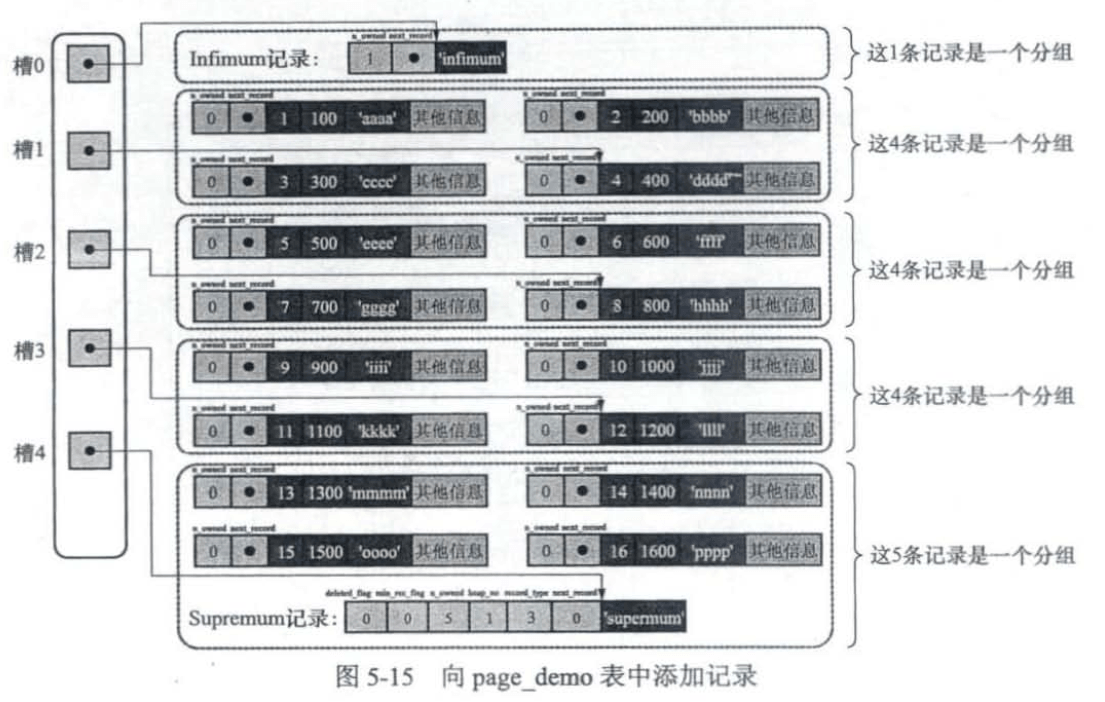 n_owned next_record
槽0
Infimum记录：
1
'infimum'
这1条记录是一个分组
n_owned next_record
n_owned next_record
0 1 100 'aaaa' 其他信息
0 2 200 'bbbb' 其他信息
槽1
这4条记录是一个分组
n_owned next_record
n_owned next_record
0 3 300 'cccc' 其他信息
0 4 400 'dddd' 其他信息
n_owned next_record
n_owned next_record
0 5 500 'eeee' 其他信息
0 6 600 'ffff' 其他信息
槽2
这4条记录是一个分组
n_owned next_record
n_owned next_record
0 7 700 'gggg' 其他信息
0 8 800 'hhhh' 其他信息
n_owned next_record
n_owned next_record
槽3
0 9 900 'iiii' 其他信息
0 10 1000 'jjjj' 其他信息
这4条记录是一个分组
n_owned next_record
n_owned next_record
0 11 1100 'kkkk' 其他信息
0 12 1200 'llll' 其他信息
槽4
n_owned next_record
n_owned next_record
0 13 1300 'mmmm' 其他信息
0 14 1400 'nnnn' 其他信息
n_owned next_record
n_owned next_record
0 15 1500 'oooo' 其他信息
0 16 1600 'pppp' 其他信息
这5条记录是一个分组
deleted_flag min_rec_flag n_owned heap_no record_type next_record
Supremum记录：
0 0 5 1 3 0 'supermum'
图 5-15 向 page_demo 表中添加记录